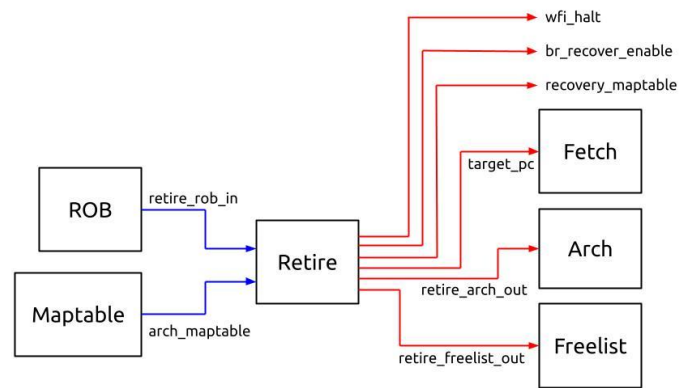 wfi_halt
br_recover_enable
recovery_maptable
Fetch
target_pc
ROB
retire_rob_in
Retire
Arch
retire_arch_out
Maptable
arch_maptable
Freelist
retire_freelist_out